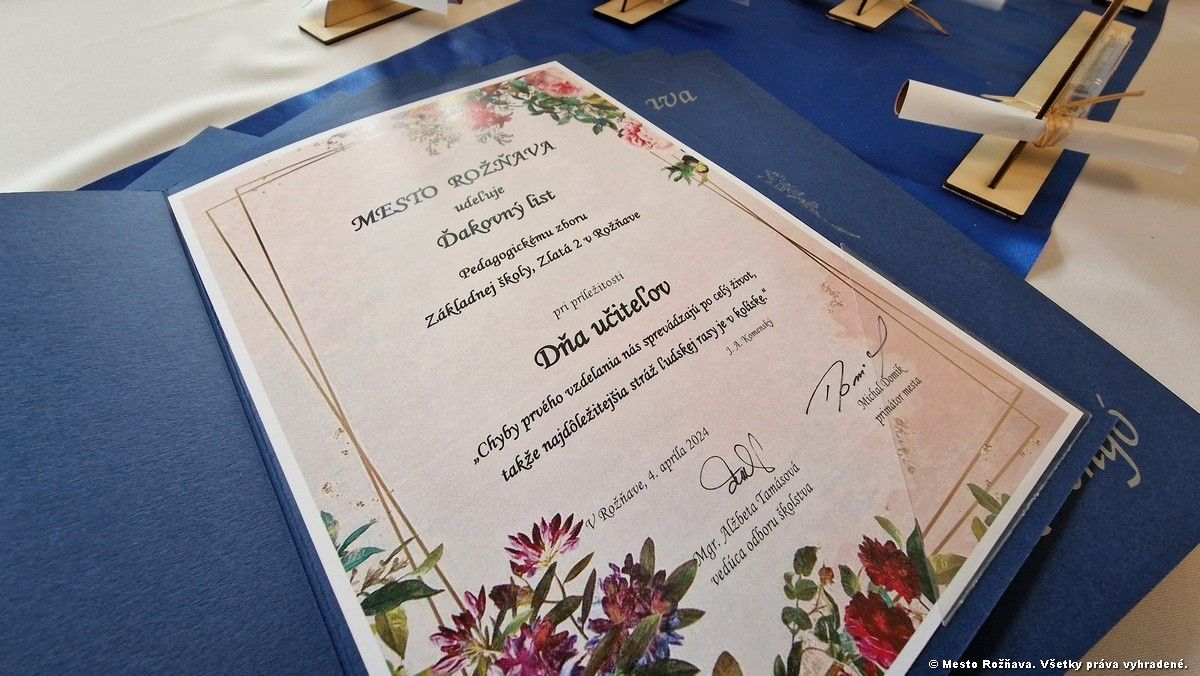 MESTO ROŽŇAVA
udeľuje
Ďakovný list
Pedagogickému zboru
Základnej školy, Zlatá 2 v Rožňave
pri príležitosti
Dňa učiteľov
„Chyby prvého vzdelania nás sprevádzajú po celý život,
takže najdôležitejšia stráž ľudskej rasy je v kolíske.“
J. A. Komenský
V Rožňave, 4. apríla 2024
Michal Domik
primátor mesta
Mgr. Alžbeta Tamásová
vedúca odboru školstva
© Mesto Rožňava. Všetky práva vyhradené.